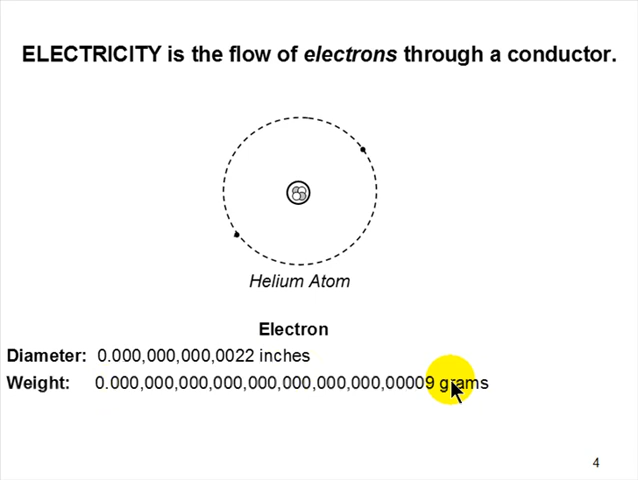 ELECTRICITY is the flow of electrons through a conductor.
Helium Atom
Electron
Diameter: 0.000,000,000,0022 inches
Weight: 0.000,000,000,000,000,000,000,000,00009 grams
4